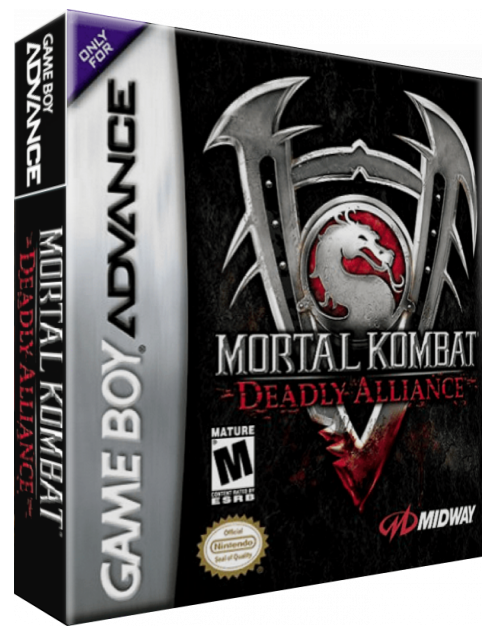 GAME BOY
ADVANCE
MORTAL KOMBAT
DEADLY ALLIANCE
ONLY
FOR
GAME BOY ADVANCE
MORTAL KOMBAT
DEADLY ALLIANCE
MATURE
M
CONTENT RATED BY
ESRB
Official
Nintendo
Seal of Quality
MIDWAY